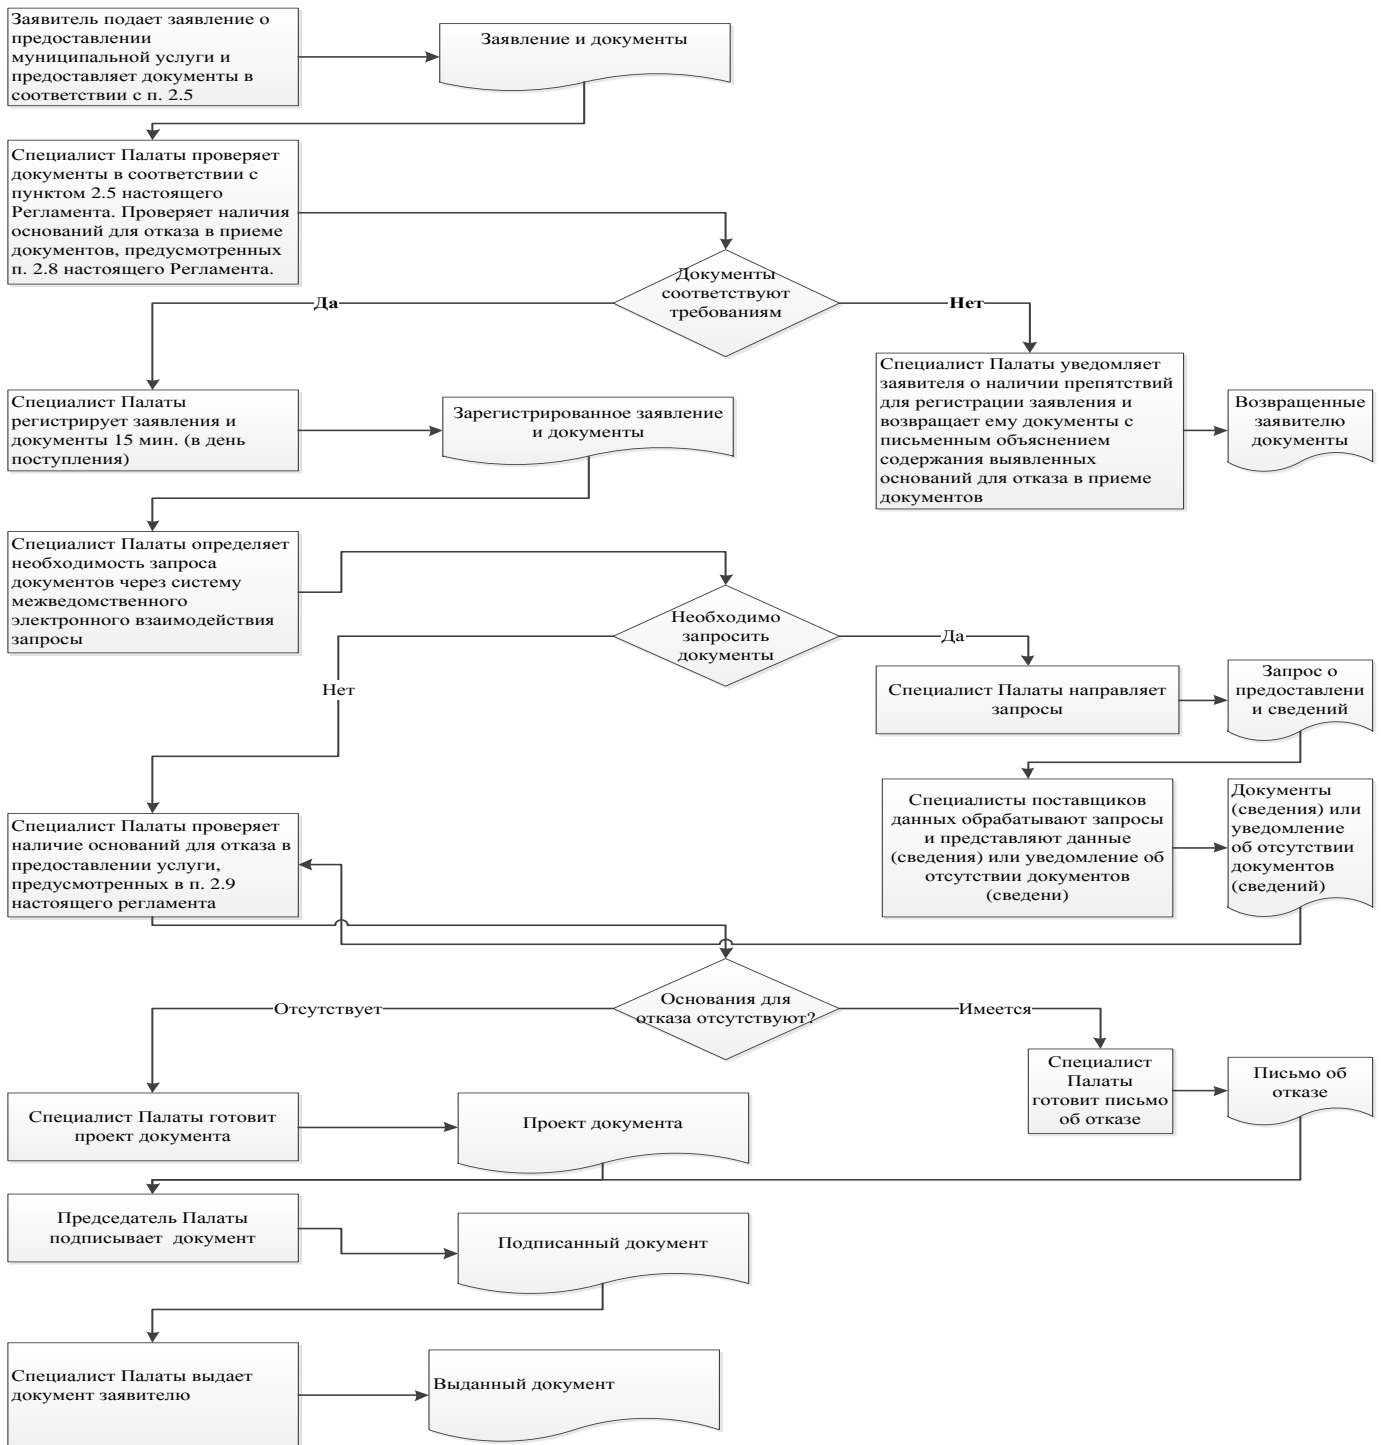 Заявитель подает заявление о
предоставлении
муниципальной услуги и
предоставляет документы в
соответствии с п. 2.5
Заявление и документы
Специалист Палаты проверяет
документы в соответствии с
пунктом 2.5 настоящего
Регламента. Проверяет наличия
оснований для отказа в приеме
документов, предусмотренных
п. 2.8 настоящего Регламента.
Документы
соответствуют
требованиям
Да
Нет
Специалист Палаты
регистрирует заявления и
документы 15 мин. (в день
поступления)
Зарегистрированное заявление
и документы
Специалист Палаты уведомляет
заявителя о наличии препятствий
для регистрации заявления и
возвращает ему документы с
письменным объяснением
содержания выявленных
оснований для отказа в приеме
документов
Возвращенные
заявителю
документы
Специалист Палаты определяет
необходимость запроса
документов через систему
межведомственного
электронного взаимодействия
запросы
Необходимо
запросить
документы
Да
Нет
Специалист Палаты направляет
запросы
Запрос о
предоставлени
и сведений
Специалисты поставщиков
данных обрабатывают запросы
и представляют данные
(сведения) или уведомление об
отсутствии документов
(сведени)
Документы
(сведения) или
уведомление
об отсутствии
документов
(сведений)
Специалист Палаты проверяет
наличие оснований для отказа в
предоставлении услуги,
предусмотренных в п. 2.9
настоящего регламента
Основания для
отказа отсутствуют?
Отсутствует
Имеется
Специалист
Палаты
готовит письмо
об отказе
Письмо об
отказе
Специалист Палаты готовит
проект документа
Проект документа
Председатель Палаты
подписывает  документ
Подписанный документ
Специалист Палаты выдает
документ заявителю
Выданный документ